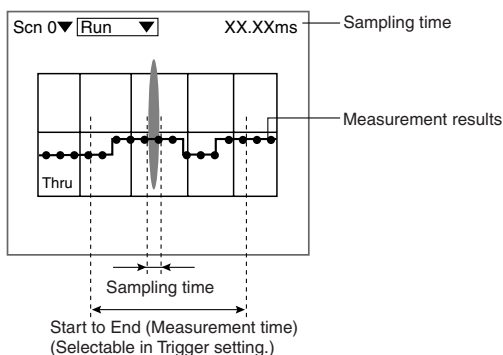 Scn 0▼ Run ▼ XX.XXms
Sampling time
Measurement results
Thru
Sampling time
Start to End (Measurement time)
(Selectable in Trigger setting.)